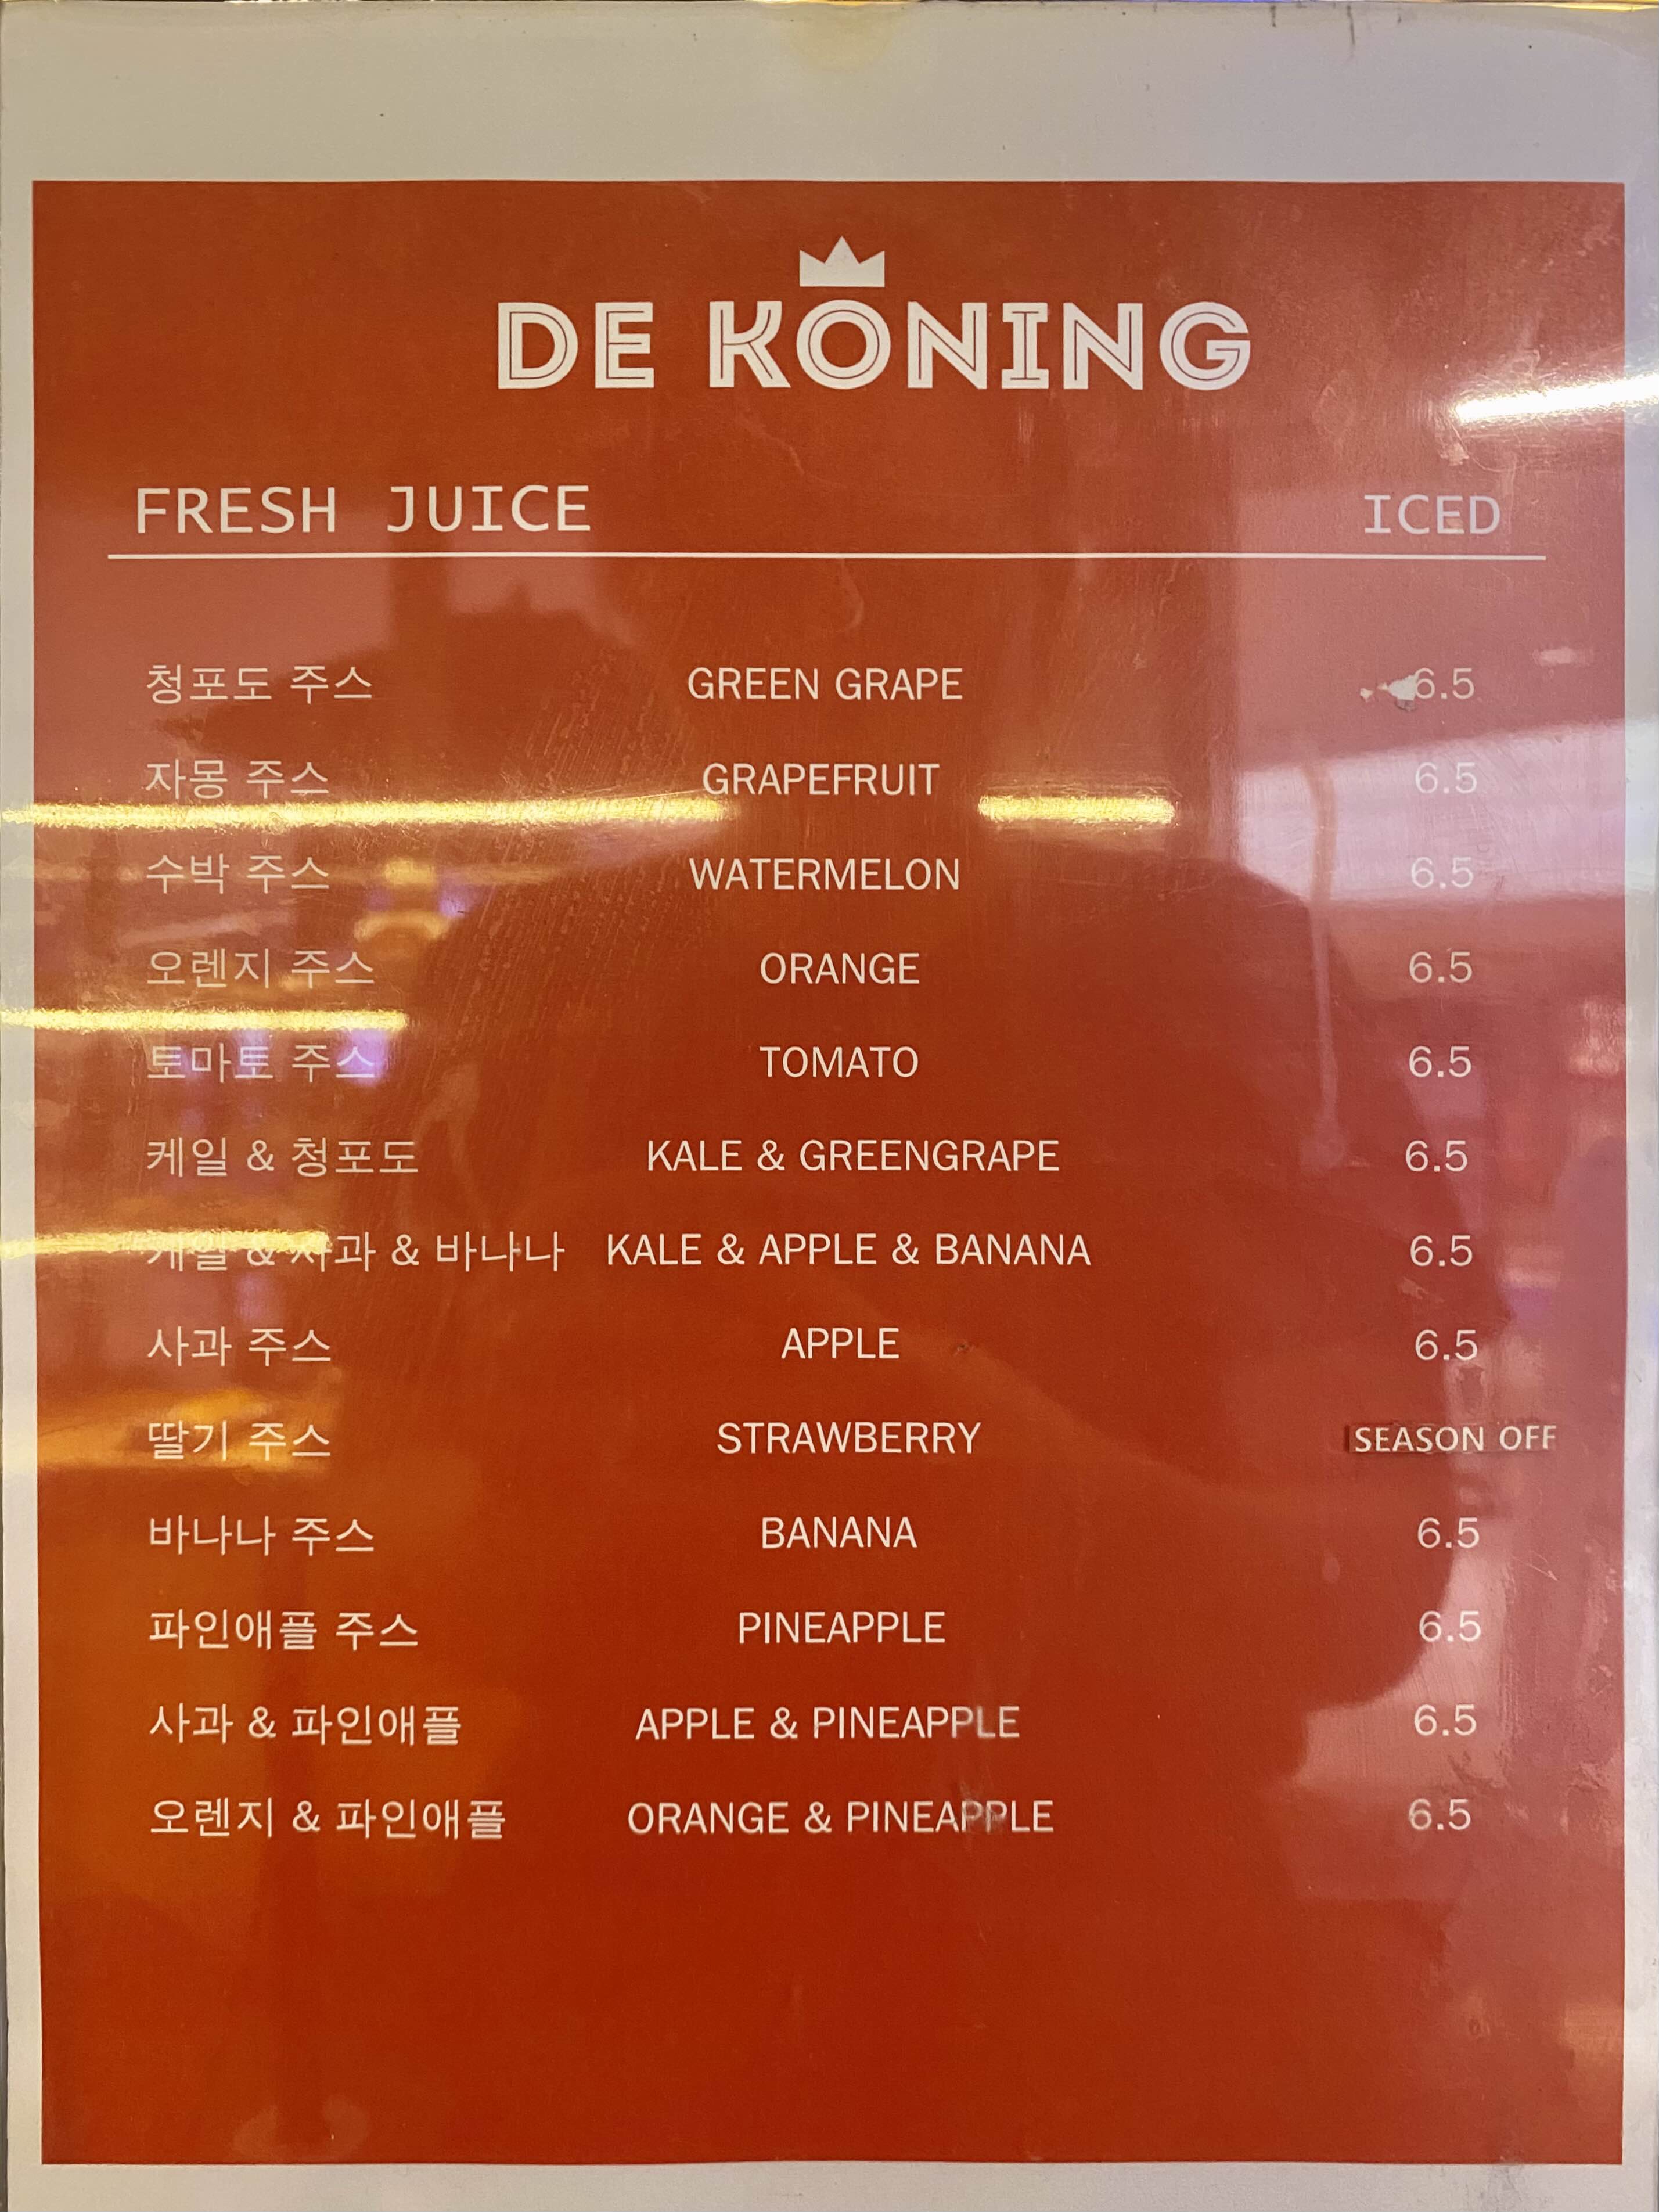 DE KONING
FRESH JUICE ICED
청포도 주스 GREEN GRAPE 6.5
자몽 주스 GRAPEFRUIT 6.5
수박 주스 WATERMELON 6.5
오렌지 주스 ORANGE 6.5
토마토 주스 TOMATO 6.5
케일 & 청포도 KALE & GREENGRAPE 6.5
케일 & 사과 & 바나나 KALE & APPLE & BANANA 6.5
사과 주스 APPLE 6.5
딸기 주스 STRAWBERRY SEASON OFF
바나나 주스 BANANA 6.5
파인애플 주스 PINEAPPLE 6.5
사과 & 파인애플 APPLE & PINEAPPLE 6.5
오렌지 & 파인애플 ORANGE & PINEAPPLE 6.5